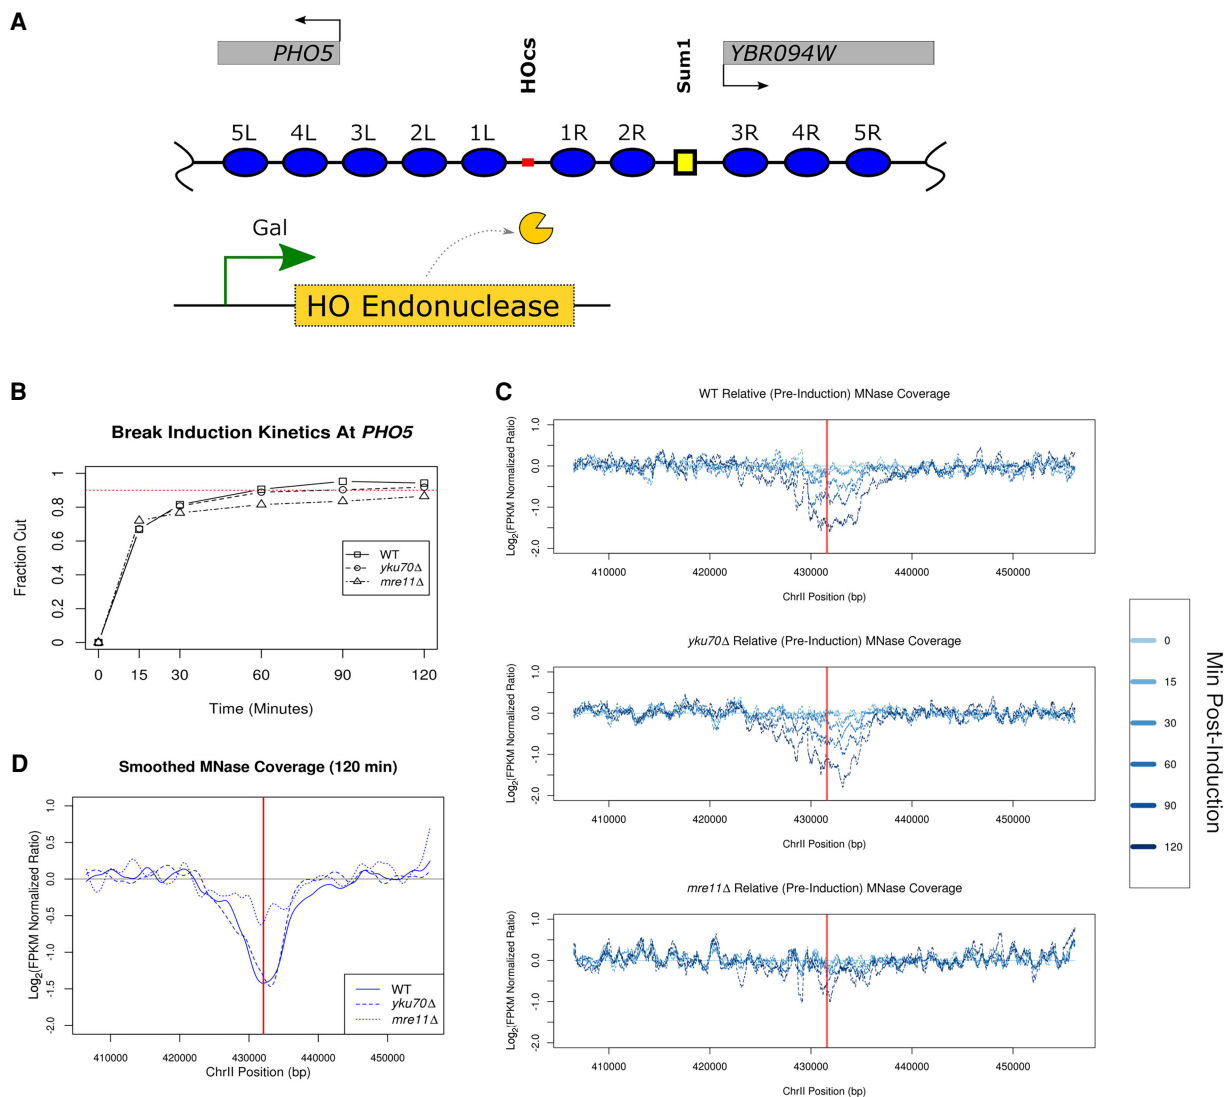 A
PHO5
HOcs
Sum1
YBR094W
5L 4L 3L 2L 1L 1R 2R 3R 4R 5R
Gal
HO Endonuclease
B
Break Induction Kinetics At PHO5
Fraction Cut
1
0.8
0.6
0.4
0.2
0
WT
yku70Δ
mre11Δ
0 15 30 60 90 120
Time (Minutes)
C
WT Relative (Pre-Induction) MNase Coverage
Log2(FPKM Normalized Ratio)
1.0
0.0
-1.0
-2.0
410000 420000 430000 440000 450000
ChrII Position (bp)
yku70Δ Relative (Pre-Induction) MNase Coverage
Log2(FPKM Normalized Ratio)
1.0
0.0
-1.0
-2.0
410000 420000 430000 440000 450000
ChrII Position (bp)
mre11Δ Relative (Pre-Induction) MNase Coverage
Log2(FPKM Normalized Ratio)
1.0
0.0
-1.0
-2.0
410000 420000 430000 440000 450000
ChrII Position (bp)
0
15
30
60
90
120
Min Post-Induction
D
Smoothed MNase Coverage (120 min)
Log2(FPKM Normalized Ratio)
1.0
0.5
0.0
-0.5
-1.0
-1.5
-2.0
WT
yku70Δ
mre11Δ
410000 420000 430000 440000 450000
ChrII Position (bp)